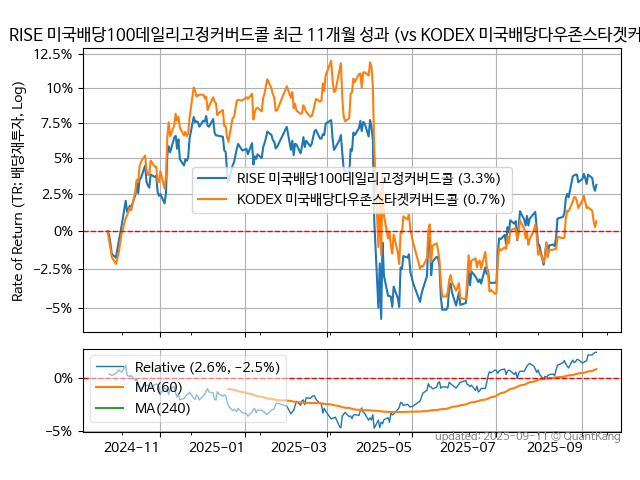 RISE 미국배당100데일리고정커버드콜 최근 11개월 성과 (vs KODEX 미국배당다우존스타겟커
Rate of Return (TR: 배당재투자, Log)
12.5%
10%
7.5%
5%
2.5%
0%
−2.5%
−5%
RISE 미국배당100데일리고정커버드콜 (3.3%)
KODEX 미국배당다우존스타겟커버드콜 (0.7%)
0%
−5%
Relative (2.6%, −2.5%)
MA(60)
MA(240)
updated: 2025-09-11 © QuantKang
2024−11
2025−01
2025−03
2025−05
2025−07
2025−09